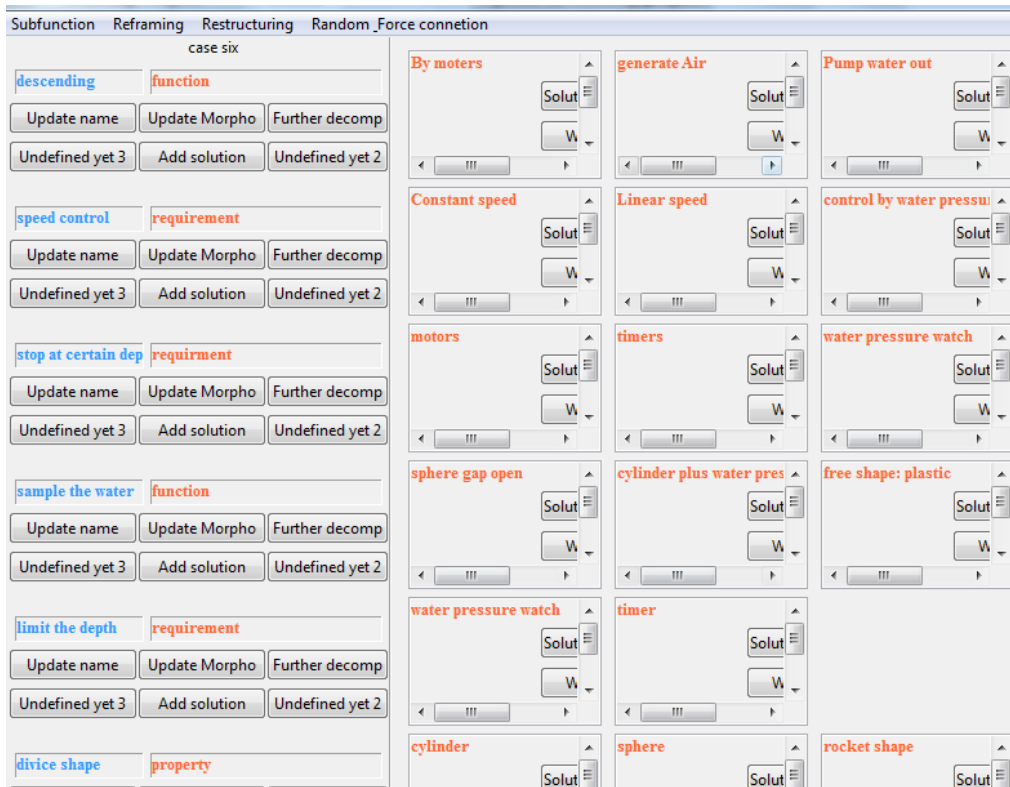 Subfunction Reframing Restructuring Random_Force connetion
case six
descending function
Update name Update Morpho Further decomp
Undefined yet 3 Add solution Undefined yet 2
By moters generate Air Pump water out
Solut Solut Solut
W W W
speed control requirement
Update name Update Morpho Further decomp
Undefined yet 3 Add solution Undefined yet 2
Constant speed Linear speed control by water pressur
Solut Solut Solut
W W W
stop at certain dep requirment
Update name Update Morpho Further decomp
Undefined yet 3 Add solution Undefined yet 2
motors timers water pressure watch
Solut Solut Solut
W W W
sample the water function
Update name Update Morpho Further decomp
Undefined yet 3 Add solution Undefined yet 2
sphere gap open cylinder plus water pres free shape: plastic
Solut Solut Solut
W W W
limit the depth requirement
Update name Update Morpho Further decomp
Undefined yet 3 Add solution Undefined yet 2
water pressure watch timer
Solut Solut
W W
divice shape property
cylinder sphere rocket shape
Solut Solut Solut